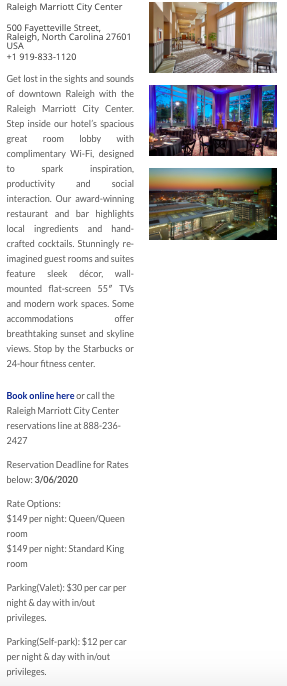 Raleigh Marriott City Center
500 Fayetteville Street,
Raleigh, North Carolina 27601
USA
+1 919-833-1120
Get lost in the sights and sounds
of downtown Raleigh with the
Raleigh Marriott City Center.
Step inside our hotel's spacious
great room lobby with
complimentary Wi-Fi, designed
to spark inspiration,
productivity and social
interaction. Our award-winning
restaurant and bar highlights
local ingredients and hand-
crafted cocktails. Stunningly re-
imagined guest rooms and suites
feature sleek décor, wall-
mounted flat-screen 55" TVs
and modern work spaces. Some
accommodations offer
breathtaking sunset and skyline
views. Stop by the Starbucks or
24-hour fitness center.
Book online here or call the
Raleigh Marriott City Center
reservations line at 888-236-
2427
Reservation Deadline for Rates
below: 3/06/2020
Rate Options:
$149 per night: Queen/Queen
room
$149 per night: Standard King
room
Parking(Valet): $30 per car per
night & day with in/out
privileges.
Parking(Self-park): $12 per car
per night & day with in/out
privileges.